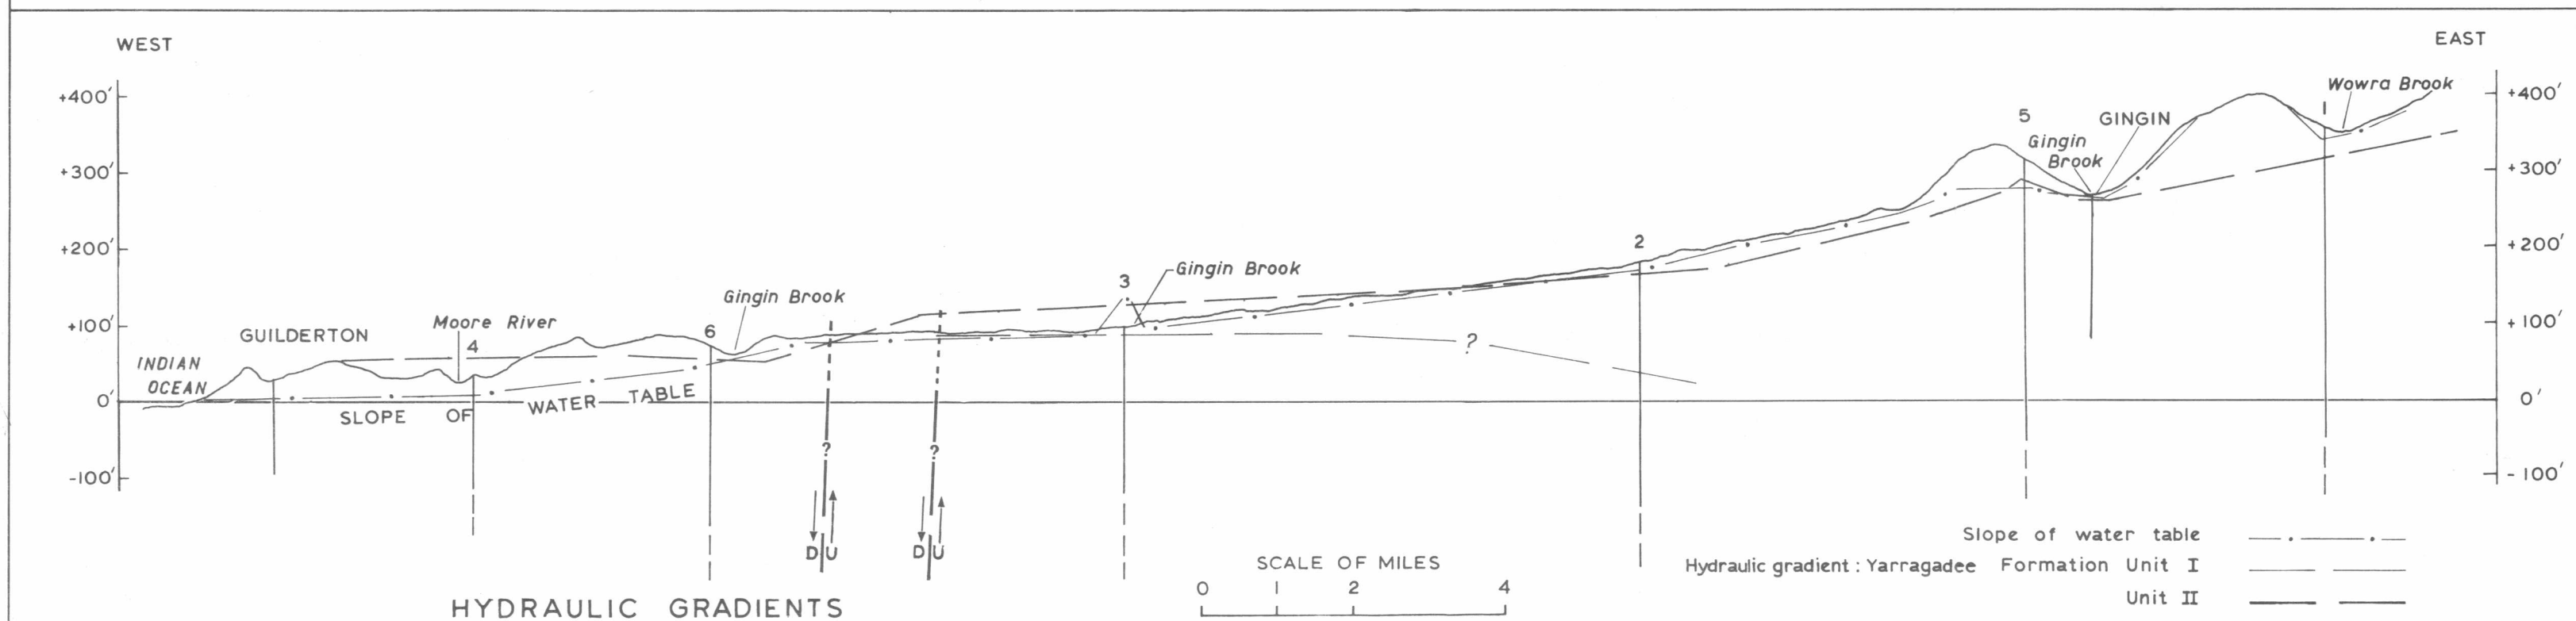 WEST
EAST
+400'
+300'
+200'
+100'
0'
-100'
+400'
+300'
+200'
+100'
0'
-100'
INDIAN
OCEAN
GUILDERTON
Moore River
4
SLOPE OF WATER TABLE
6
Gingin Brook
?
?
D U
D U
3
Gingin Brook
?
2
5
Gingin
Brook
GINGIN
1
Wowra Brook
HYDRAULIC GRADIENTS
SCALE OF MILES
0 1 2 4
Slope of water table
Hydraulic gradient : Yarragadee Formation Unit I
Unit II